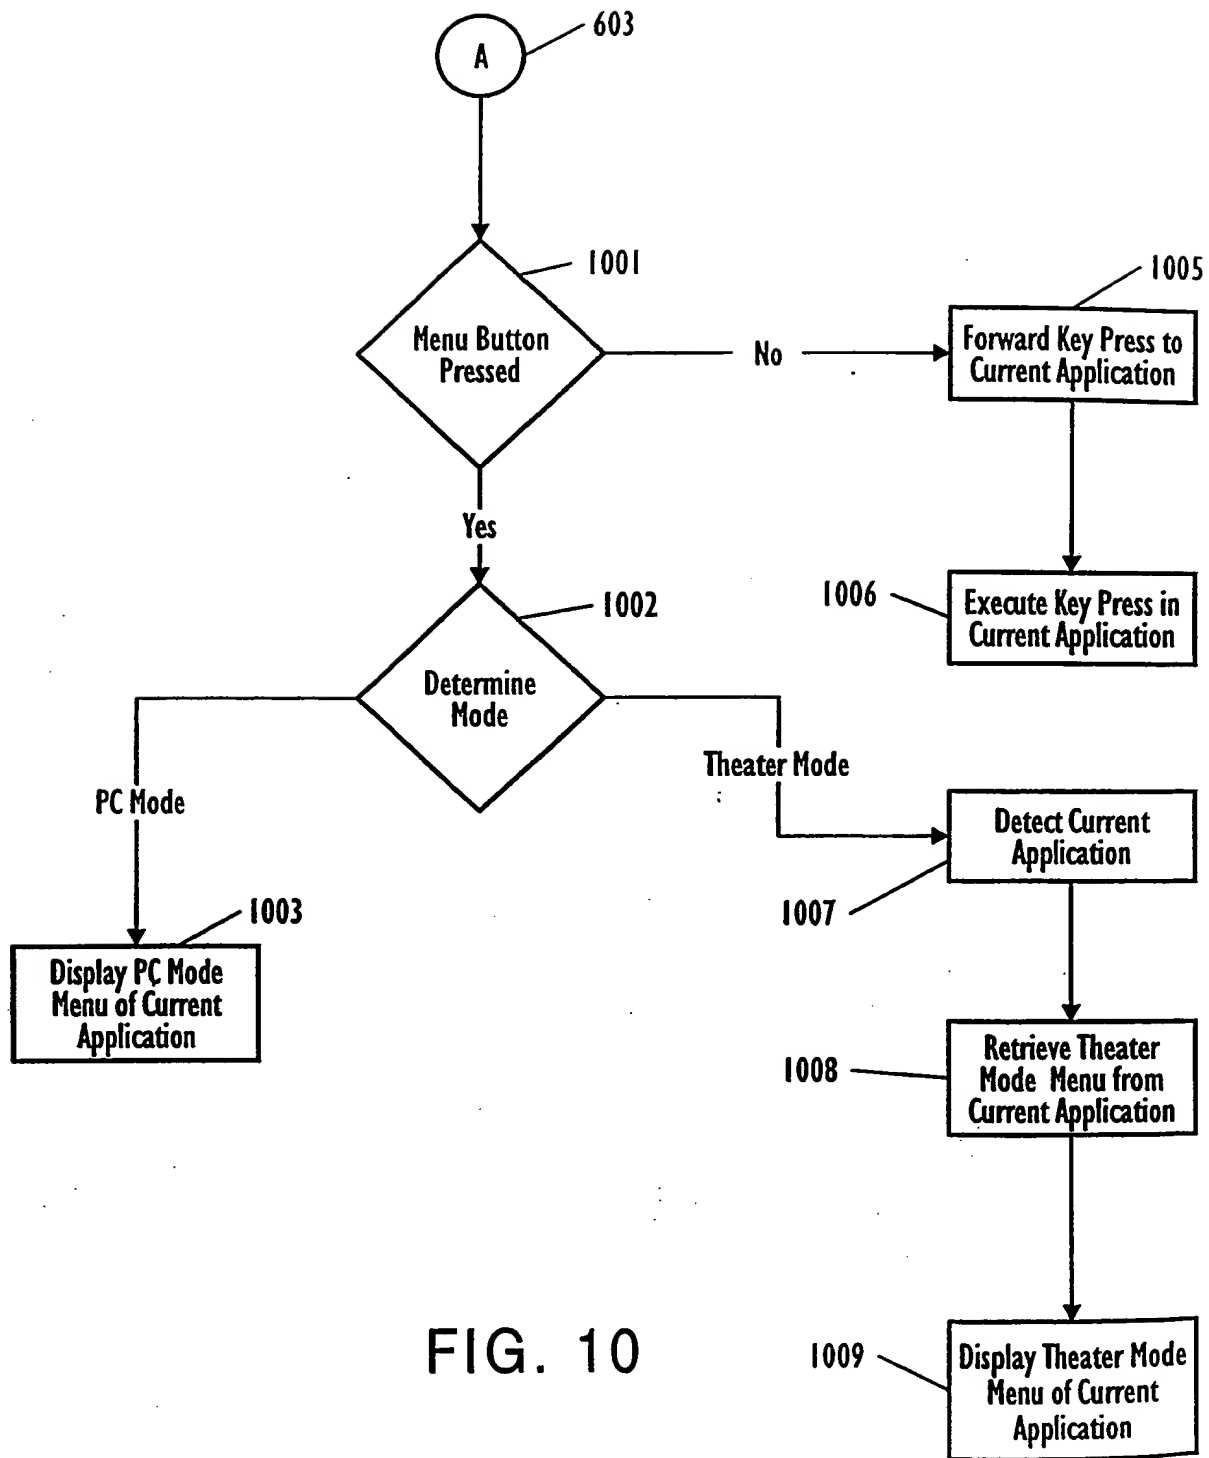 603
A
1001
Menu Button
Pressed
No
1005
Forward Key Press to
Current Application
Yes
1006
Execute Key Press in
Current Application
1002
Determine
Mode
PC Mode
Theater Mode
1003
Display PC Mode
Menu of Current
Application
Detect Current
Application
1007
1008
Retrieve Theater
Mode Menu from
Current Application
1009
Display Theater Mode
Menu of Current
Application
FIG. 10